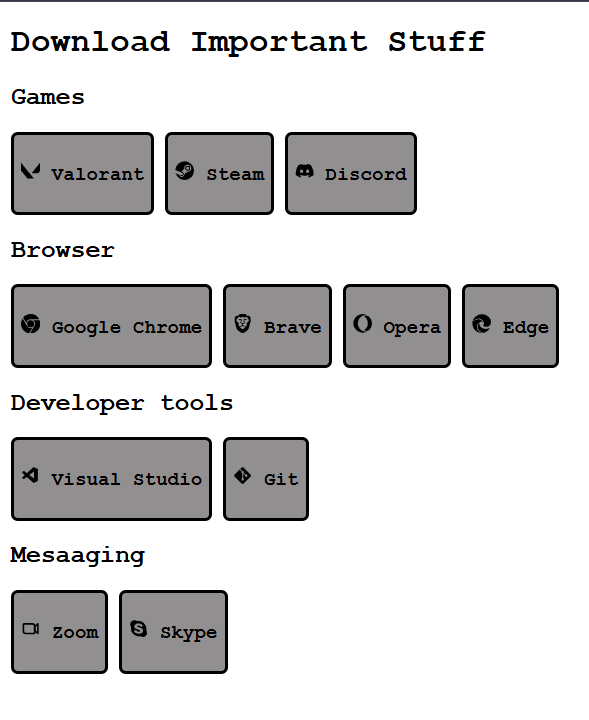 Download Important Stuff
Games
Valorant Steam Discord
Browser
Google Chrome Brave Opera Edge
Developer tools
Visual Studio Git
Mesaaging
Zoom Skype